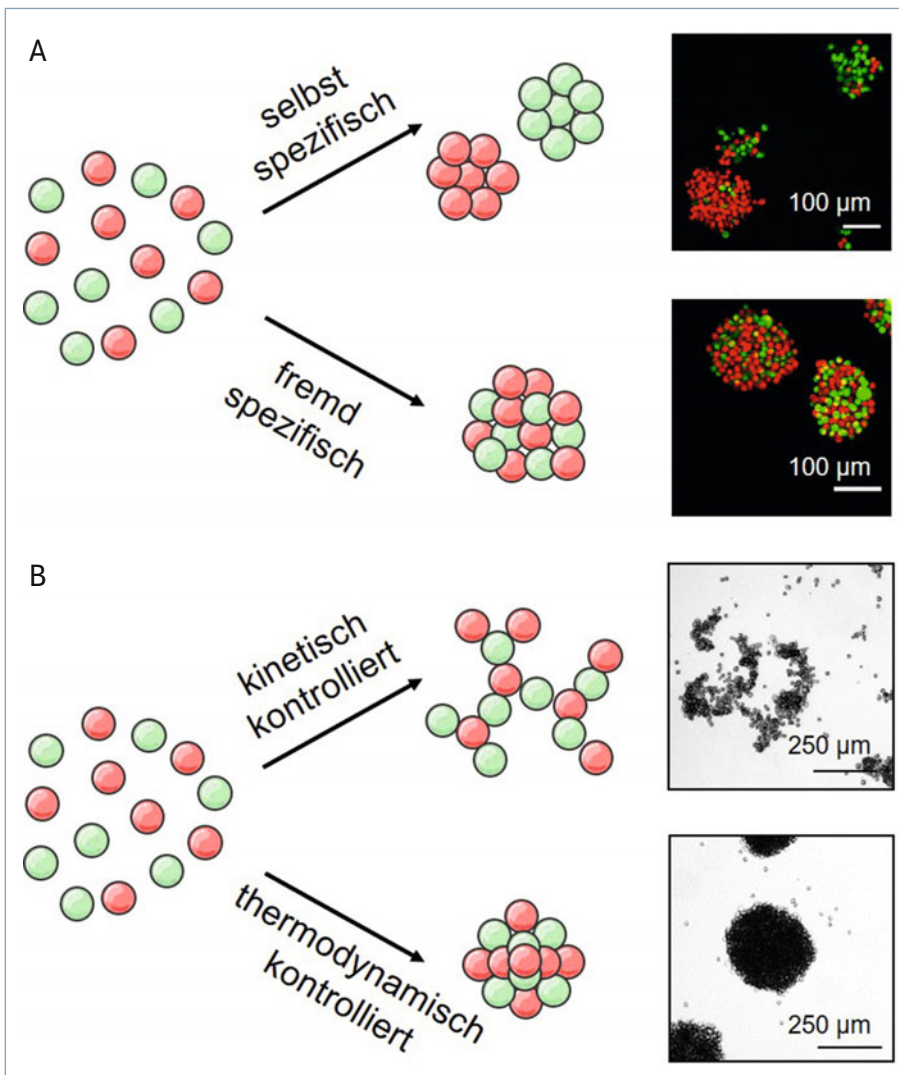 A
selbst
spezifisch
100 µm
fremd
spezifisch
100 µm
B
kinetisch
kontrolliert
250 µm
thermodynamisch
kontrolliert
250 µm